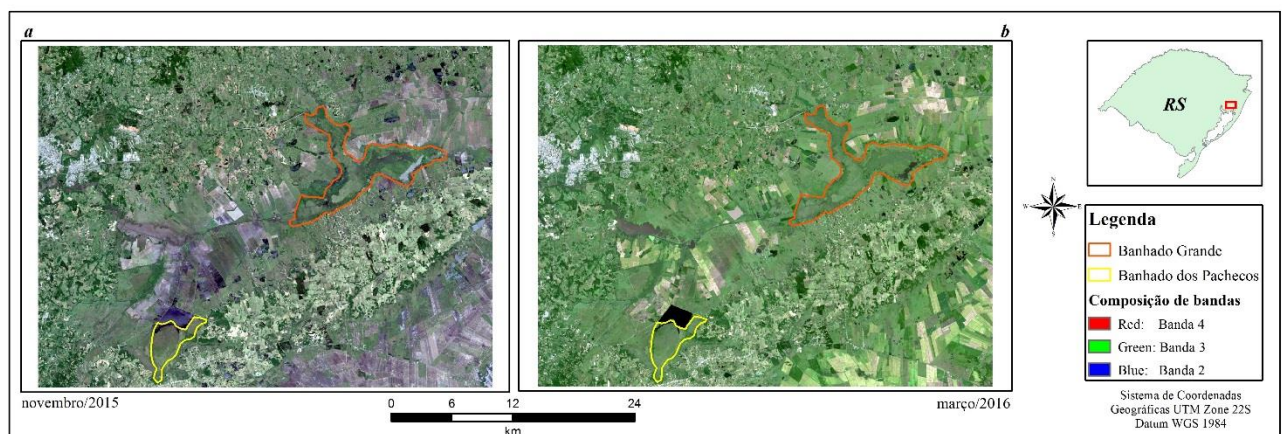 a
b
novembro/2015
março/2016
0 6 12 24
km
RS
N
W E
S
Legenda
Banhado Grande
Banhado dos Pachecos
Composição de bandas
Red: Banda 4
Green: Banda 3
Blue: Banda 2
Sistema de Coordenadas
Geográficas UTM Zone 22S
Datum WGS 1984